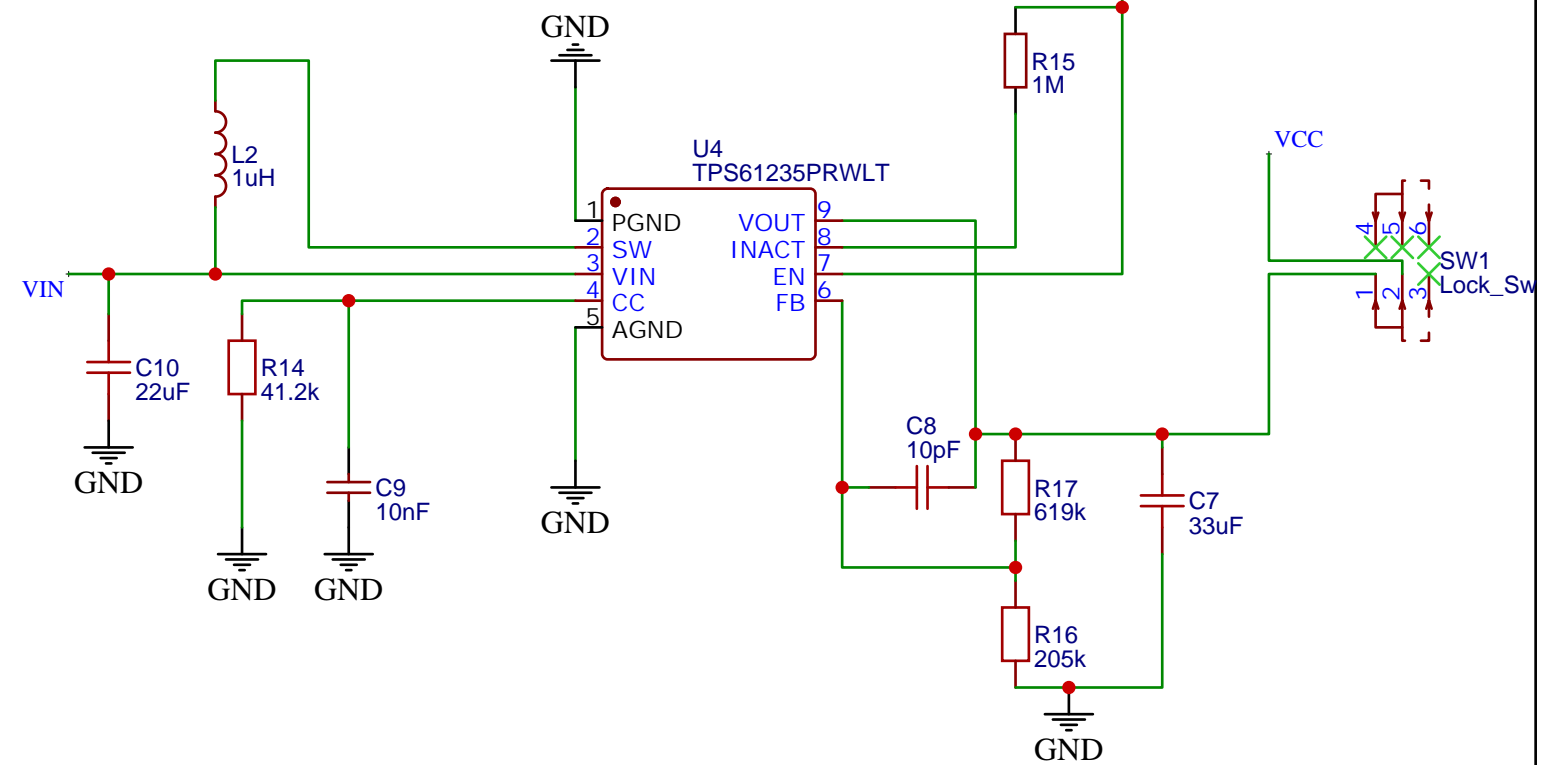 GND
R15
1M
VCC
L2
1uH
U4
TPS61235PRWLT
1
PGND
2
SW
3
VIN
4
CC
5
AGND
VOUT
9
INACT
8
EN
7
FB
6
4
5
6
1
2
3
SW1
Lock_Sw
VIN
C10
22uF
GND
R14
41.2k
GND
C9
10nF
GND
GND
C8
10pF
R17
619k
C7
33uF
R16
205k
GND